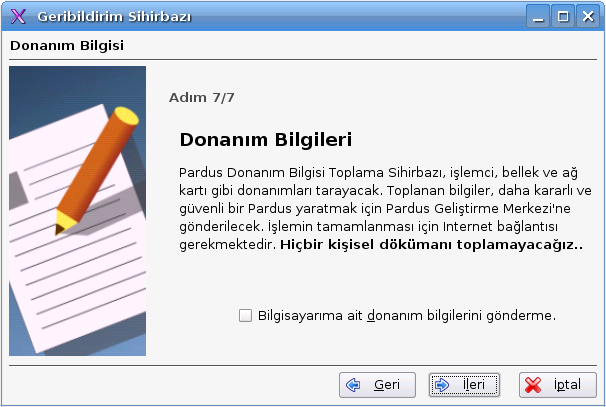 Geribildirim Sihirbazı
Donanım Bilgisi
Adım 7/7
Donanım Bilgileri
Pardus Donanım Bilgisi Toplama Sihirbazı, işlemci, bellek ve ağ
kartı gibi donanımları tarayacak. Toplanan bilgiler, daha kararlı ve
güvenli bir Pardus yaratmak için Pardus Geliştirme Merkezi'ne
gönderilecek. İşlemin tamamlanması için Internet bağlantısı
gerekmektedir. Hiçbir kişisel dökümanı toplamayacağız..
Bilgisayarıma ait donanım bilgilerini gönderme.
Geri
İleri
İptal